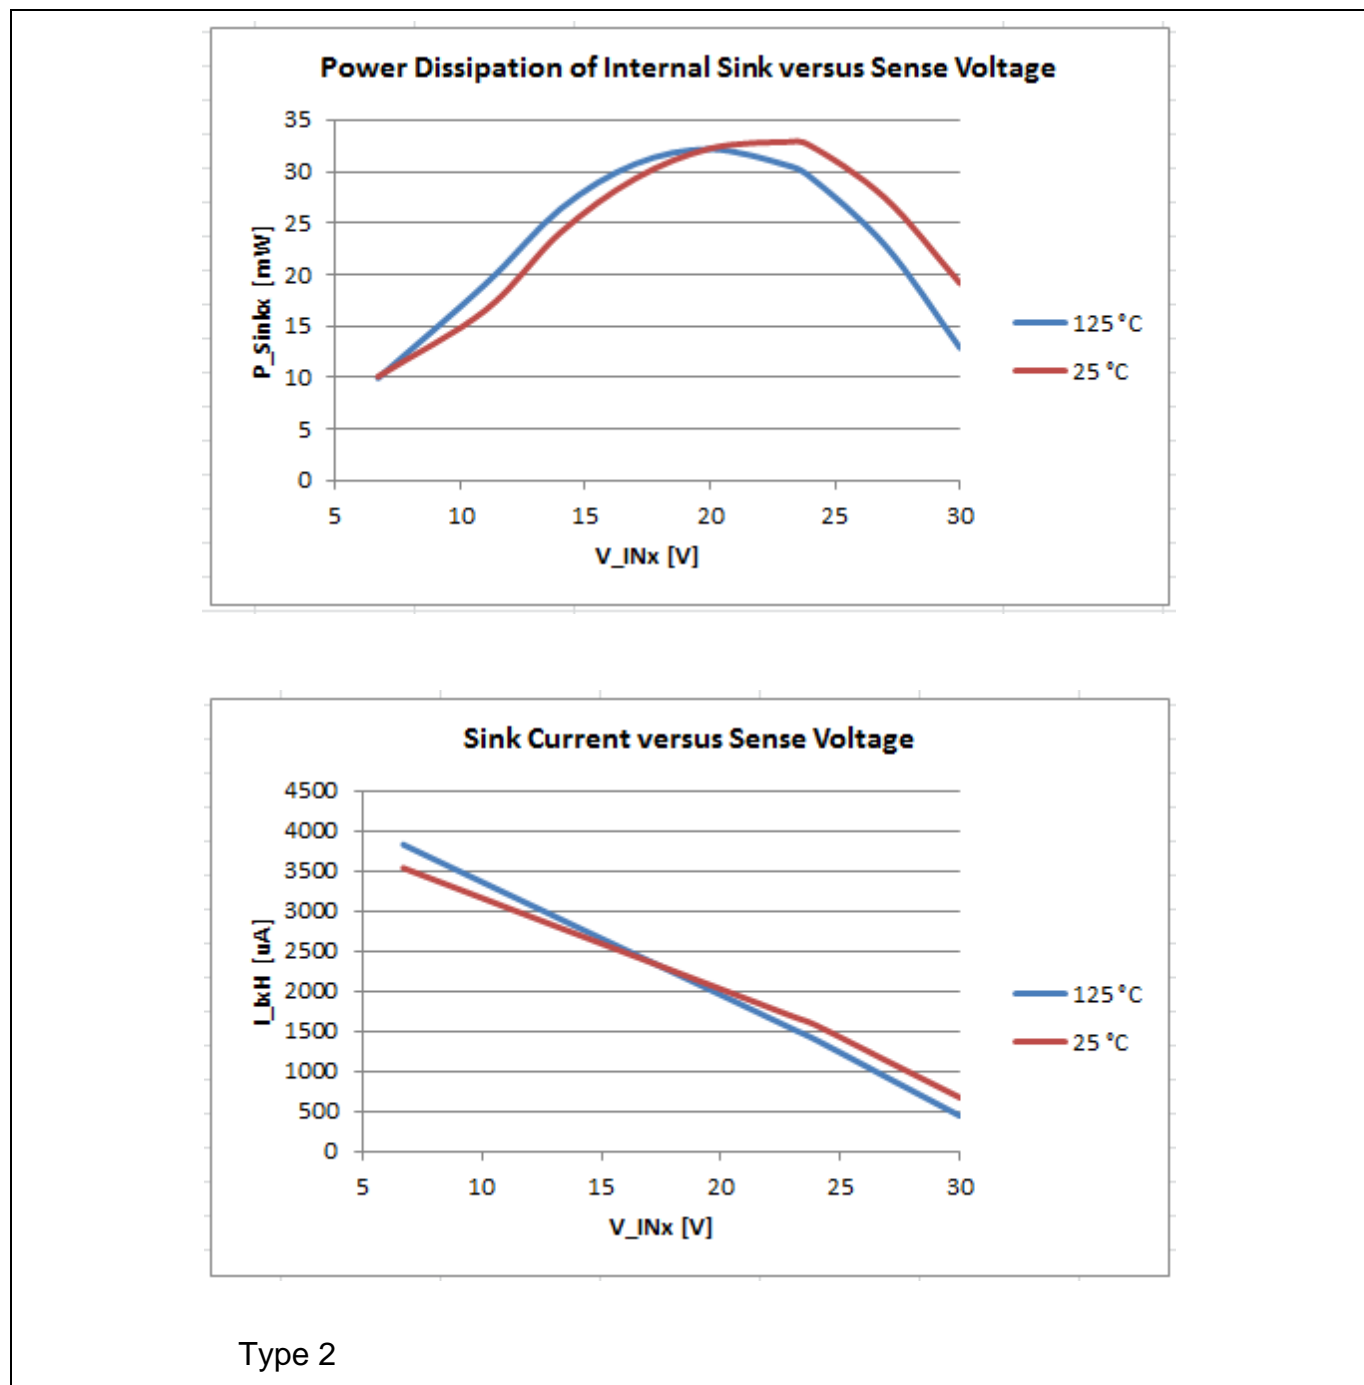 Power Dissipation of Internal Sink versus Sense Voltage
35
30
25
20
15
10
5
0
P_Sinkx [mW]
5 10 15 20 25 30
V_INx [V]
125 °C
25 °C
Sink Current versus Sense Voltage
4500
4000
3500
3000
2500
2000
1500
1000
500
0
I_IxH [uA]
5 10 15 20 25 30
V_INx [V]
125 °C
25 °C
Type 2